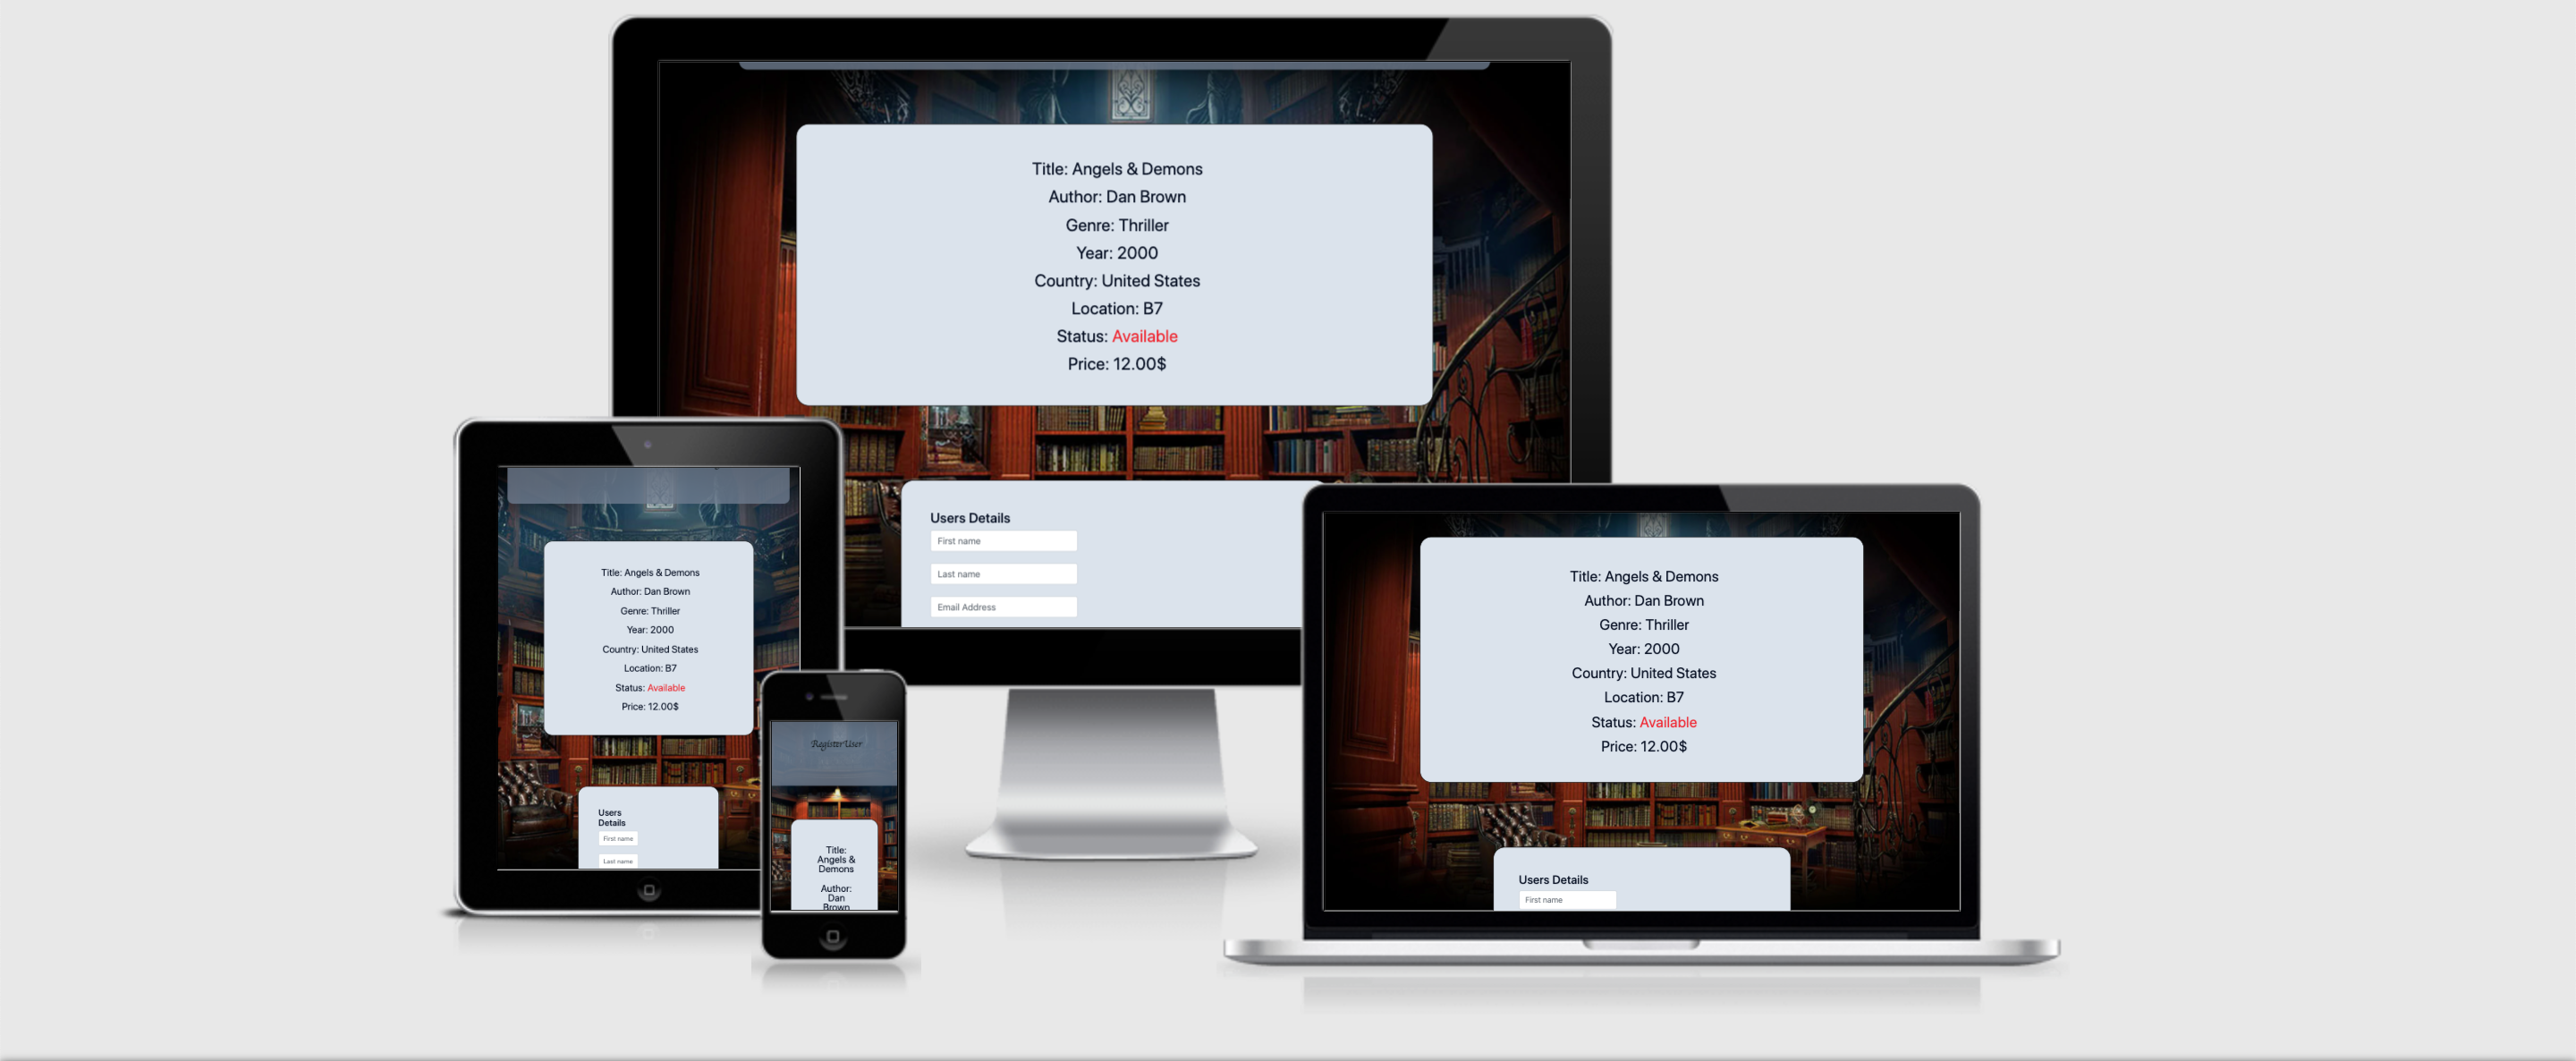 Title: Angels & Demons
Author: Dan Brown
Genre: Thriller
Year: 2000
Country: United States
Location: B7
Status: Available
Price: 12.00$
Users Details
First name
Last name
Email Address
Title: Angels & Demons
Author: Dan Brown
Genre: Thriller
Year: 2000
Country: United States
Location: B7
Status: Available
Price: 12.00$
Users
Details
First name
Last name
Register User
Title:
Angels &
Demons
Author:
Dan
Brown
Title: Angels & Demons
Author: Dan Brown
Genre: Thriller
Year: 2000
Country: United States
Location: B7
Status: Available
Price: 12.00$
Users Details
First name